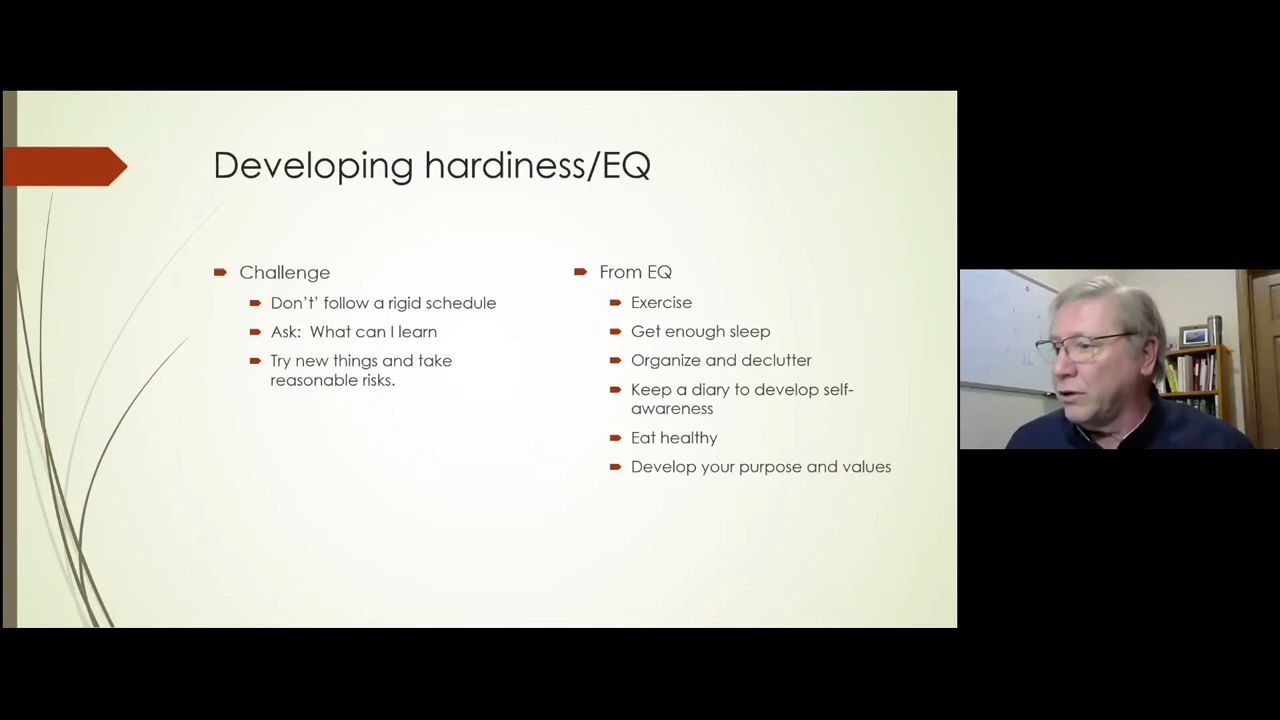 Developing hardiness/EQ
Challenge
Don't' follow a rigid schedule
Ask: What can I learn
Try new things and take
reasonable risks.
From EQ
Exercise
Get enough sleep
Organize and declutter
Keep a diary to develop self-
awareness
Eat healthy
Develop your purpose and values